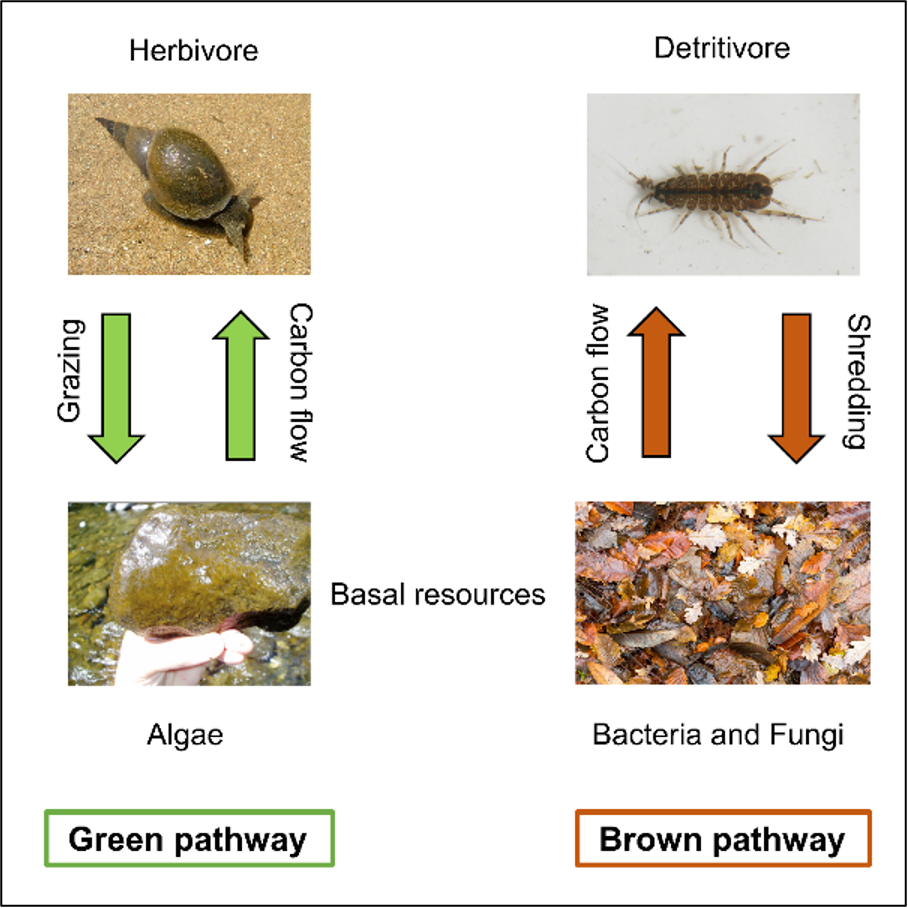 Herbivore
Detritivore
Grazing
Carbon flow
Carbon flow
Shredding
Basal resources
Algae
Bacteria and Fungi
Green pathway
Brown pathway